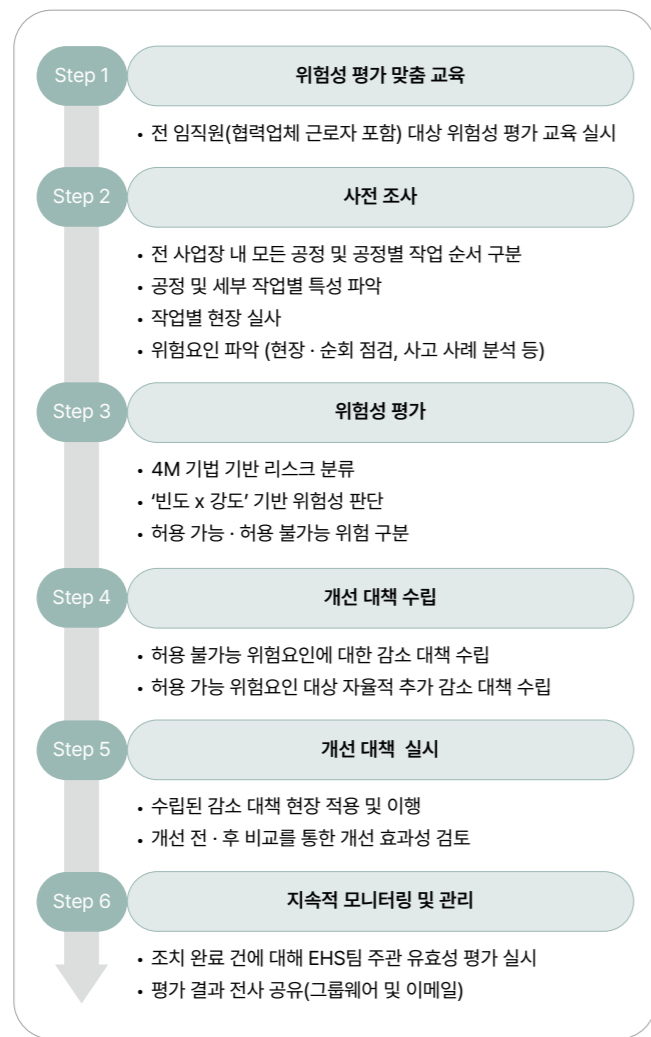 Step 1
위험성 평가 맞춤 교육
• 전 임직원(협력업체 근로자 포함) 대상 위험성 평가 교육 실시
Step 2
사전 조사
• 전 사업장 내 모든 공정 및 공정별 작업 순서 구분
• 공정 및 세부 작업별 특성 파악
• 작업별 현장 실사
• 위험요인 파악 (현장 · 순회 점검, 사고 사례 분석 등)
Step 3
위험성 평가
• 4M 기법 기반 리스크 분류
• ‘빈도 x 강도’ 기반 위험성 판단
• 허용 가능 · 허용 불가능 위험 구분
Step 4
개선 대책 수립
• 허용 불가능 위험요인에 대한 감소 대책 수립
• 허용 가능 위험요인 대상 자율적 추가 감소 대책 수립
Step 5
개선 대책 실시
• 수립된 감소 대책 현장 적용 및 이행
• 개선 전 · 후 비교를 통한 개선 효과성 검토
Step 6
지속적 모니터링 및 관리
• 조치 완료 건에 대해 EHS팀 주관 유효성 평가 실시
• 평가 결과 전사 공유(그룹웨어 및 이메일)